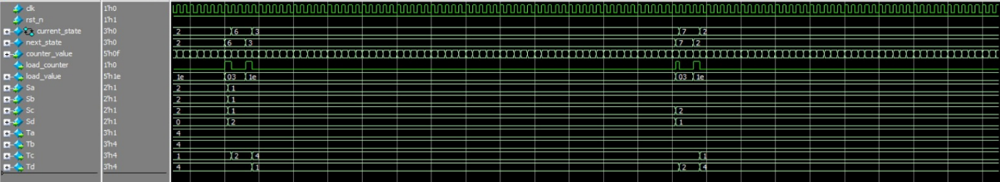 clk 1'h0
rst_n 1'h1
current_state 3'h0 2 6 3 7 2
next_state 3'h0 2 6 3 7 2
counter_value 5'h0f
load_counter 1'h0
load_value 5'h1e 1e 03 1e 03 1e
Sa 2'h1 2 1
Sb 2'h1 2 1
Sc 2'h1 2 1 2
Sd 2'h1 0 2 1
Ta 3'h1 4
Tb 3'h4 4
Tc 3'h4 1 2 4 1
Td 3'h4 4 1 2 4